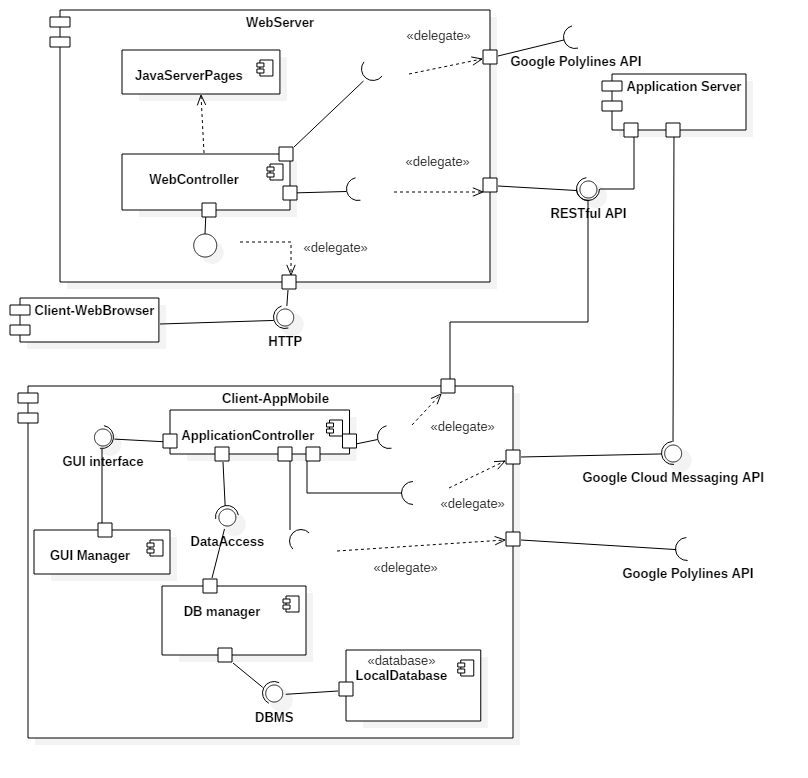 WebServer
«delegate»
Google Polylines API
JavaServerPages
Application Server
«delegate»
WebController
RESTful API
«delegate»
Client-WebBrowser
HTTP
Client-AppMobile
«delegate»
ApplicationController
GUI interface
Google Cloud Messaging API
«delegate»
DataAccess
GUI Manager
«delegate»
Google Polylines API
DB manager
«database»
LocalDatabase
DBMS